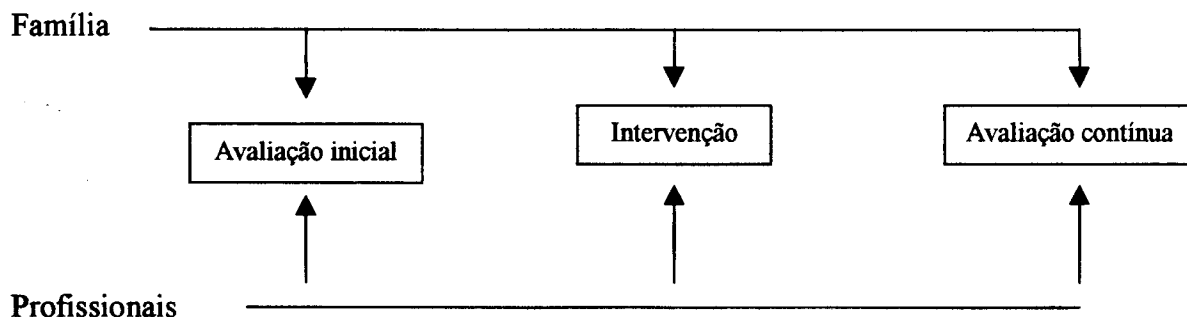 Família
Avaliação inicial
Intervenção
Avaliação contínua
Profissionais